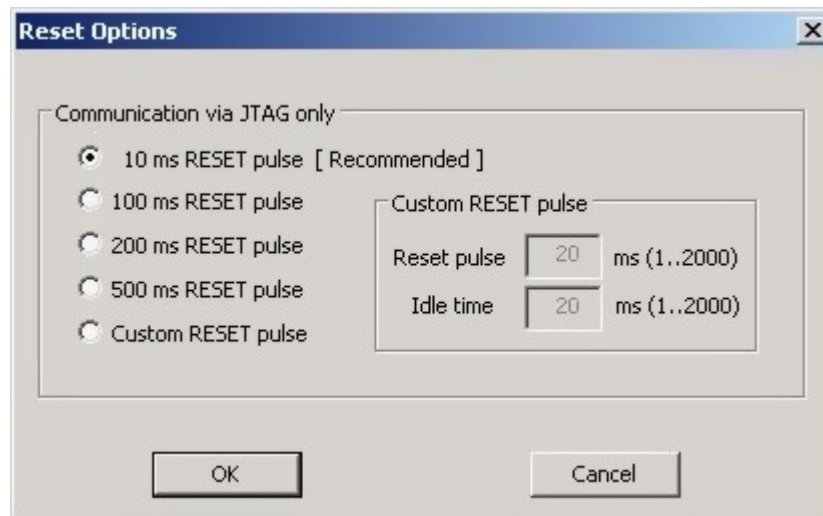 Reset Options
Communication via JTAG only
10 ms RESET pulse [ Recommended ]
100 ms RESET pulse
200 ms RESET pulse
500 ms RESET pulse
Custom RESET pulse
Custom RESET pulse
Reset pulse 20 ms (1..2000)
Idle time 20 ms (1..2000)
OK Cancel